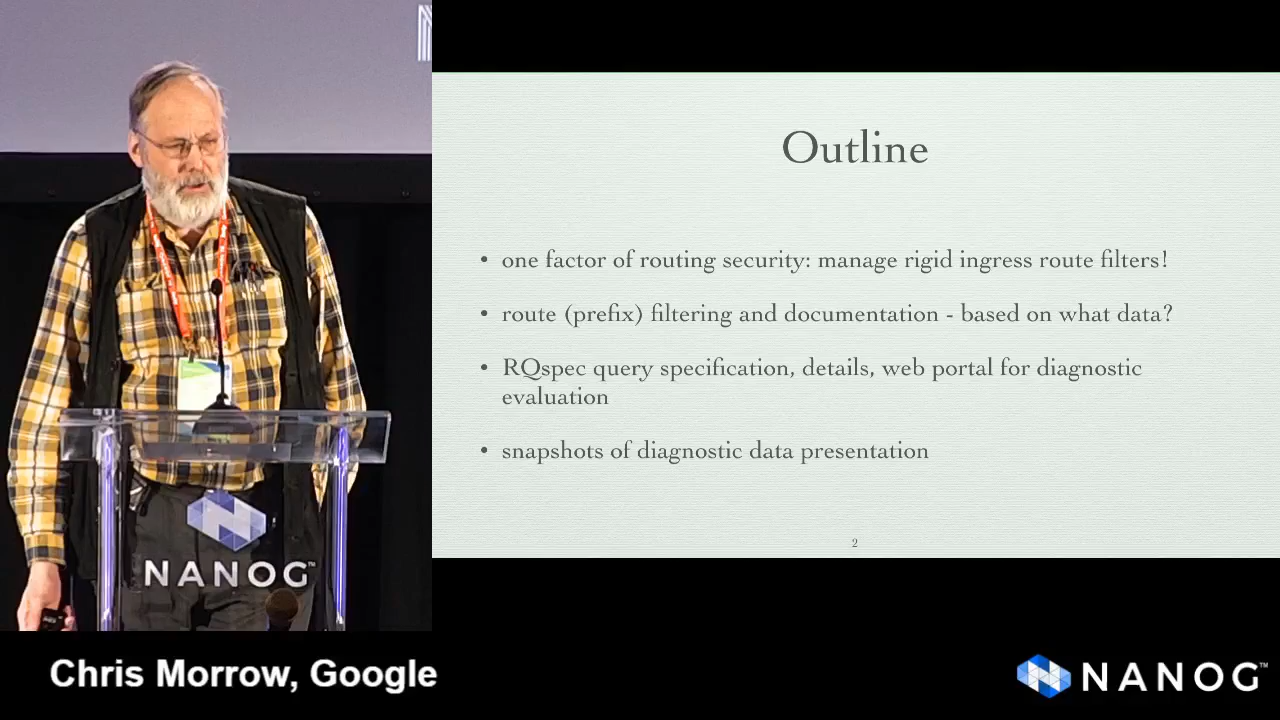 Outline
• one factor of routing security: manage rigid ingress route filters!
• route (prefix) filtering and documentation - based on what data?
• RQspec query specification, details, web portal for diagnostic
evaluation
• snapshots of diagnostic data presentation
2
NANOG™
Chris Morrow, Google
NANOG™